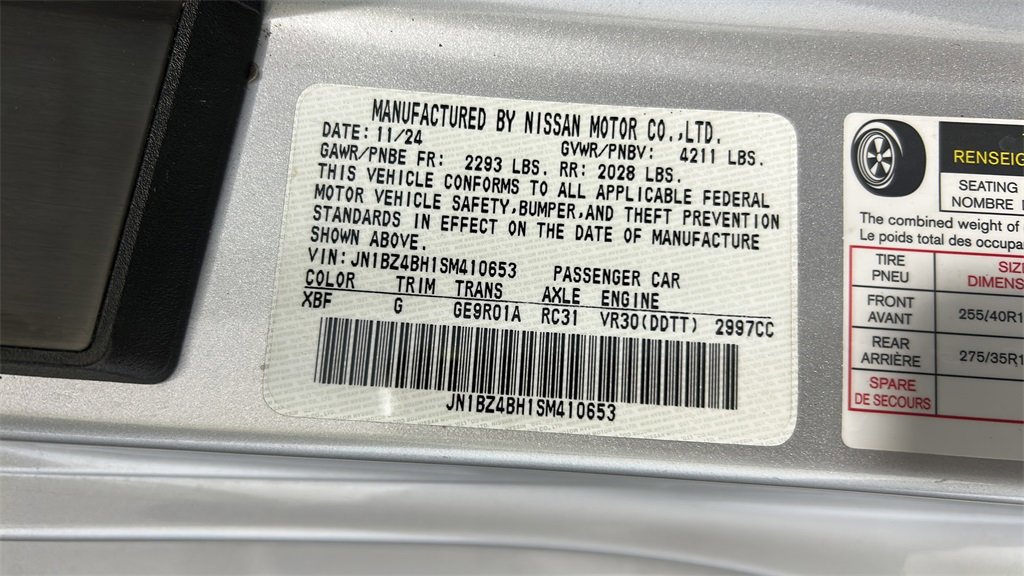 MANUFACTURED BY NISSAN MOTOR CO.,LTD.
DATE: 11/24 GVWR/PNBV: 4211 LBS.
GAWR/PNBE FR: 2293 LBS. RR: 2028 LBS.
THIS VEHICLE CONFORMS TO ALL APPLICABLE FEDERAL
MOTOR VEHICLE SAFETY,BUMPER,AND THEFT PREVENTION
STANDARDS IN EFFECT ON THE DATE OF MANUFACTURE
SHOWN ABOVE.
VIN: JN1BZ4BH1SM410653 PASSENGER CAR
COLOR TRIM TRANS AXLE ENGINE
XBF G GE9R01A RC31 VR30(DDTT) 2997CC
JN1BZ4BH1SM410653
RENSEIG
SEATING
NOMBRE
The combined weight of
Le poids total des occupa
TIRE SIZE
PNEU DIMENS
FRONT
AVANT 255/40R1
REAR
ARRIÈRE 275/35R1
SPARE
DE SECOURS